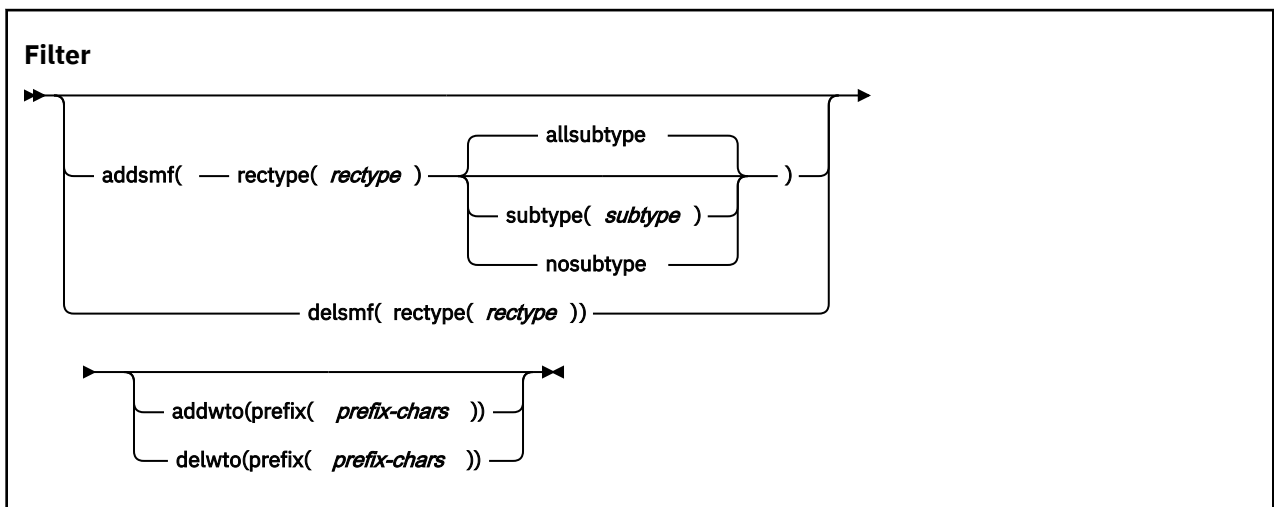 Filter
allsubtype
addsmf( rectype( rectype ) )
subtype( subtype )
nosubtype
delsmf( rectype( rectype ))
addwto(prefix( prefix-chars ))
delwto(prefix( prefix-chars ))